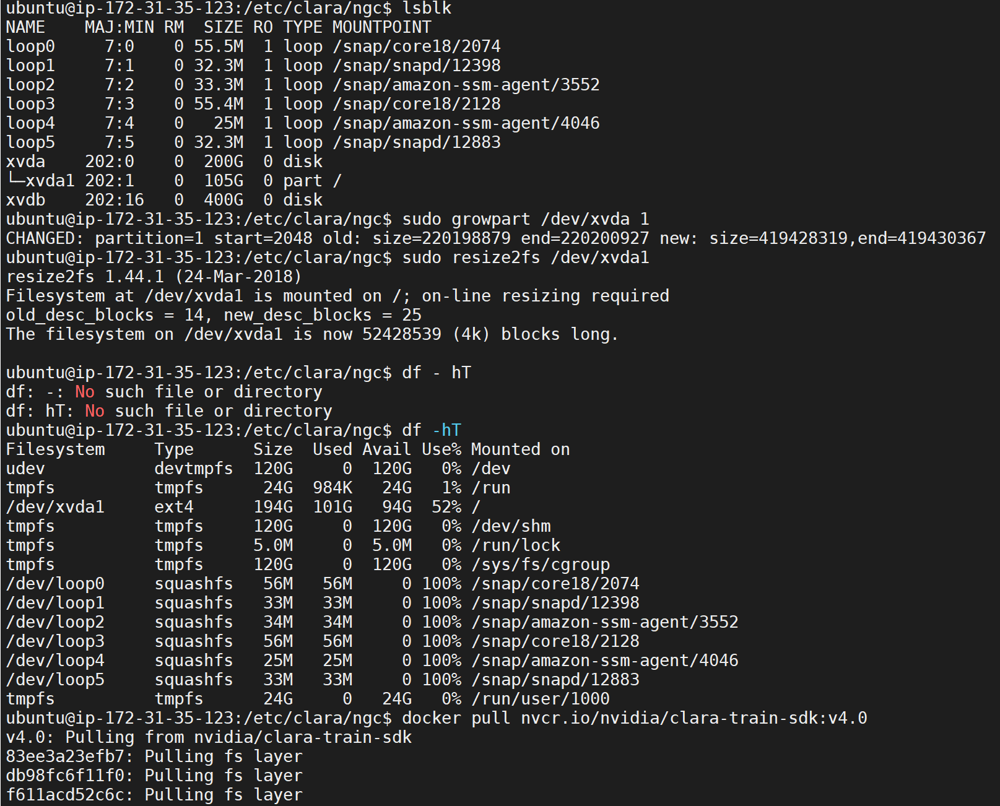 ubuntu@ip-172-31-35-123:/etc/clara/ngc$ lsblk
NAME    MAJ:MIN RM  SIZE RO TYPE MOUNTPOINT
loop0     7:0    0 55.5M  1 loop /snap/core18/2074
loop1     7:1    0 32.3M  1 loop /snap/snapd/12398
loop2     7:2    0 33.3M  1 loop /snap/amazon-ssm-agent/3552
loop3     7:3    0 55.4M  1 loop /snap/core18/2128
loop4     7:4    0   25M  1 loop /snap/amazon-ssm-agent/4046
loop5     7:5    0 32.3M  1 loop /snap/snapd/12883
xvda    202:0    0  200G  0 disk
└─xvda1 202:1    0  105G  0 part /
xvdb    202:16   0  400G  0 disk
ubuntu@ip-172-31-35-123:/etc/clara/ngc$ sudo growpart /dev/xvda 1
CHANGED: partition=1 start=2048 old: size=220198879 end=220200927 new: size=419428319,end=419430367
ubuntu@ip-172-31-35-123:/etc/clara/ngc$ sudo resize2fs /dev/xvda1
resize2fs 1.44.1 (24-Mar-2018)
Filesystem at /dev/xvda1 is mounted on /; on-line resizing required
old_desc_blocks = 14, new_desc_blocks = 25
The filesystem on /dev/xvda1 is now 52428539 (4k) blocks long.

ubuntu@ip-172-31-35-123:/etc/clara/ngc$ df - hT
df: -: No such file or directory
df: hT: No such file or directory
ubuntu@ip-172-31-35-123:/etc/clara/ngc$ df -hT
Filesystem     Type      Size  Used Avail Use% Mounted on
udev           devtmpfs  120G     0  120G   0% /dev
tmpfs          tmpfs      24G  984K   24G   1% /run
/dev/xvda1     ext4      194G  101G   94G  52% /
tmpfs          tmpfs     120G     0  120G   0% /dev/shm
tmpfs          tmpfs     5.0M     0  5.0M   0% /run/lock
tmpfs          tmpfs     120G     0  120G   0% /sys/fs/cgroup
/dev/loop0     squashfs   56M   56M     0 100% /snap/core18/2074
/dev/loop1     squashfs   33M   33M     0 100% /snap/snapd/12398
/dev/loop2     squashfs   34M   34M     0 100% /snap/amazon-ssm-agent/3552
/dev/loop3     squashfs   56M   56M     0 100% /snap/core18/2128
/dev/loop4     squashfs   25M   25M     0 100% /snap/amazon-ssm-agent/4046
/dev/loop5     squashfs   33M   33M     0 100% /snap/snapd/12883
tmpfs          tmpfs      24G     0   24G   0% /run/user/1000
ubuntu@ip-172-31-35-123:/etc/clara/ngc$ docker pull nvcr.io/nvidia/clara-train-sdk:v4.0
v4.0: Pulling from nvidia/clara-train-sdk
83ee3a23efb7: Pulling fs layer
db98fc6f11f0: Pulling fs layer
f611acd52c6c: Pulling fs layer